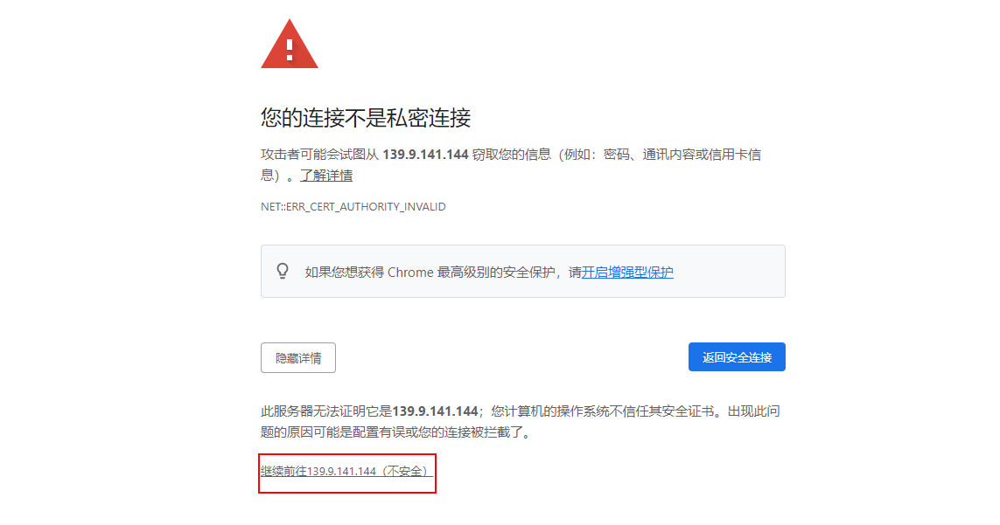 您的连接不是私密连接
攻击者可能会试图从 139.9.141.144 窃取您的信息（例如：密码、通讯内容或信用卡信
息）。了解详情
NET::ERR_CERT_AUTHORITY_INVALID
如果您想获得 Chrome 最高级别的安全保护，请开启增强型保护
隐藏详情
返回安全连接
此服务器无法证明它是139.9.141.144；您计算机的操作系统不信任其安全证书。出现此问
题的原因可能是配置有误或您的连接被拦截了。
继续前往139.9.141.144（不安全）